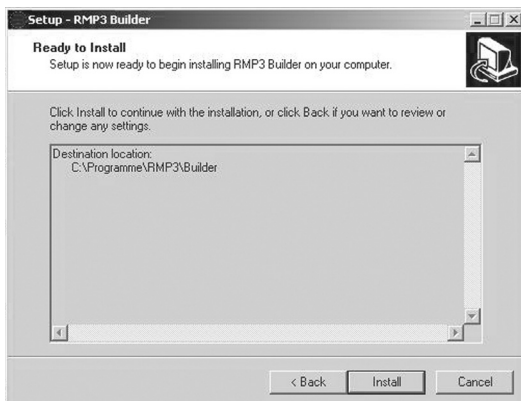 Setup - RMP3 Builder
Ready to Install
Setup is now ready to begin installing RMP3 Builder on your computer.
Click Install to continue with the installation, or click Back if you want to review or
change any settings.
Destination location:
C:\Programme\RMP3\Builder
< Back Install Cancel